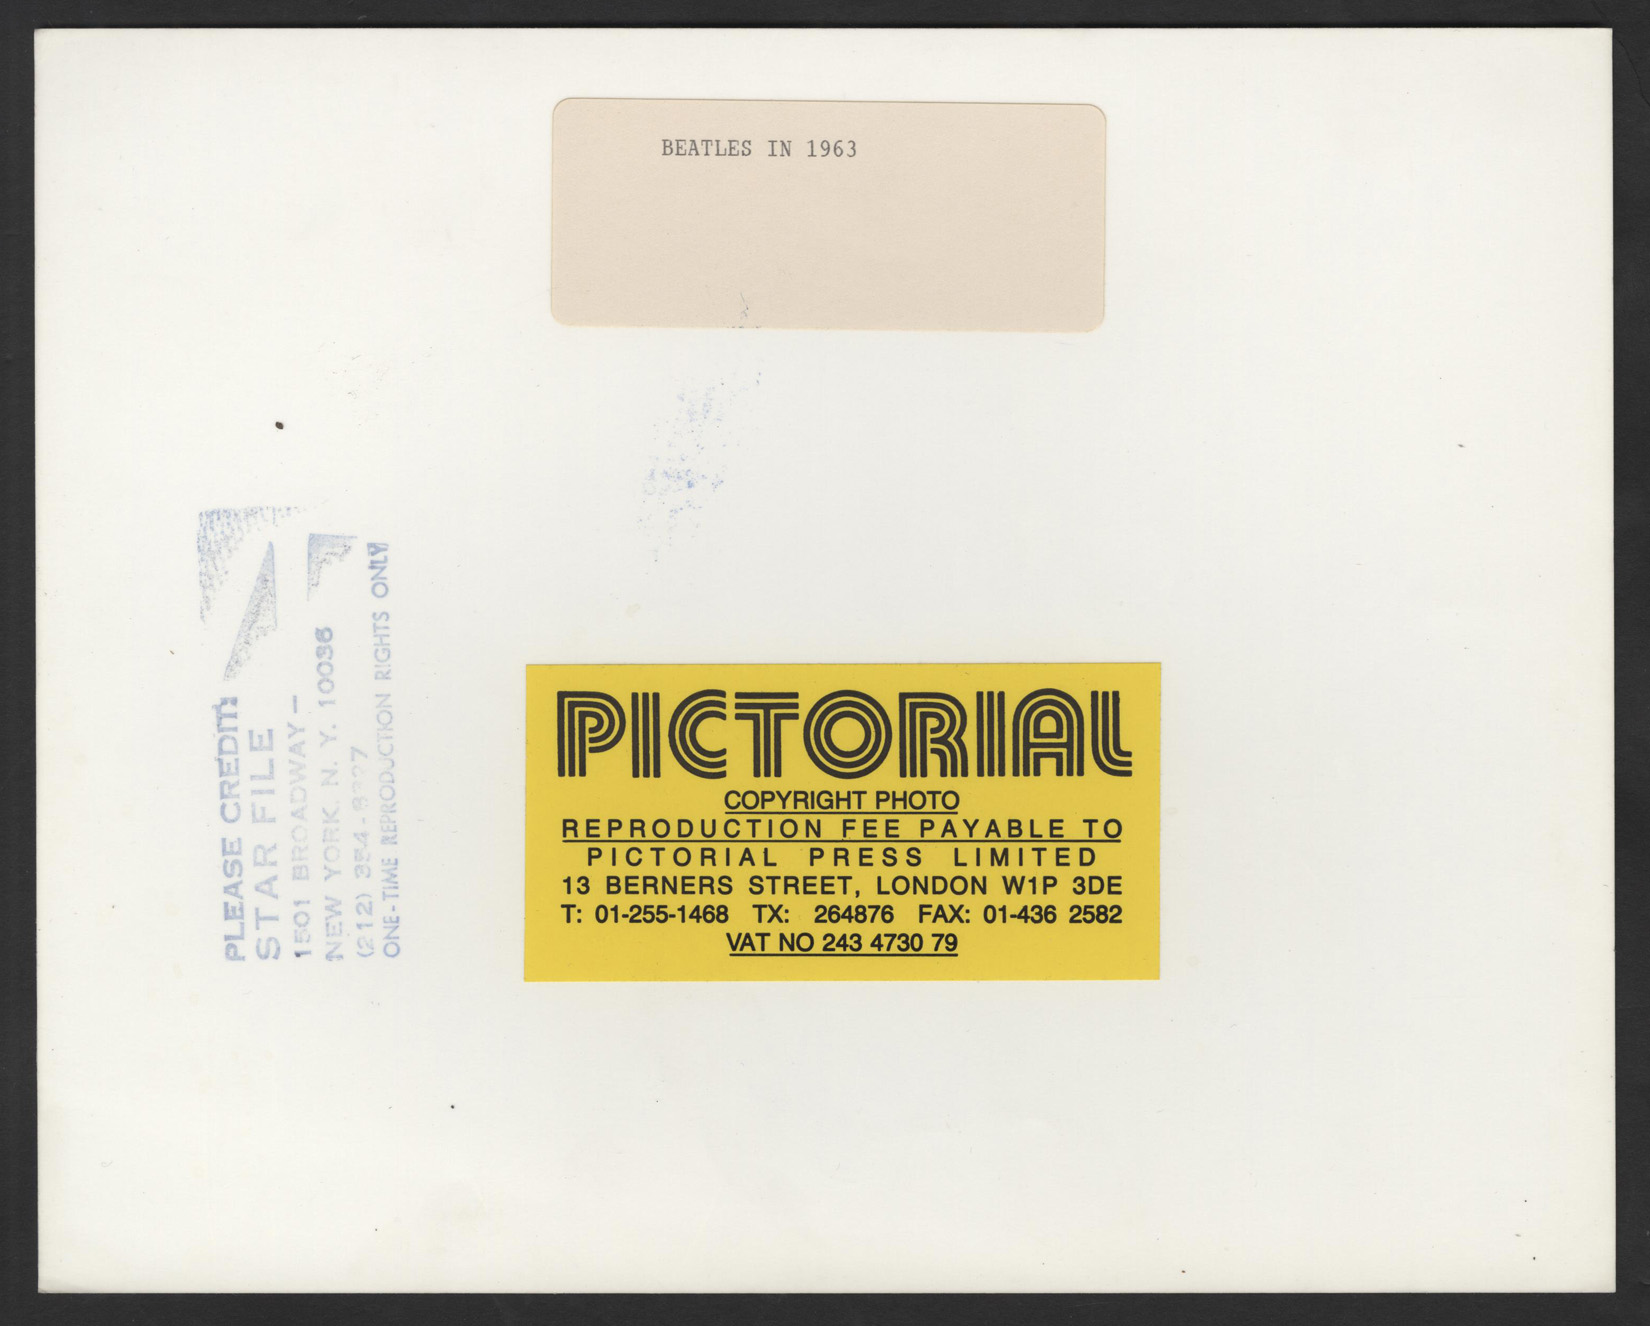 BEATLES IN 1963
PLEASE CREDIT:
STAR FILE
1501 BROADWAY –
NEW YORK, N. Y. 10036
(212) 354-
ONE-TIME REPRODUCTION RIGHTS ONLY
PICTORIAL
COPYRIGHT PHOTO
REPRODUCTION FEE PAYABLE TO
PICTORIAL PRESS LIMITED
13 BERNERS STREET, LONDON W1P 3DE
T: 01-255-1468 TX: 264876 FAX: 01-436 2582
VAT NO 243 4730 79